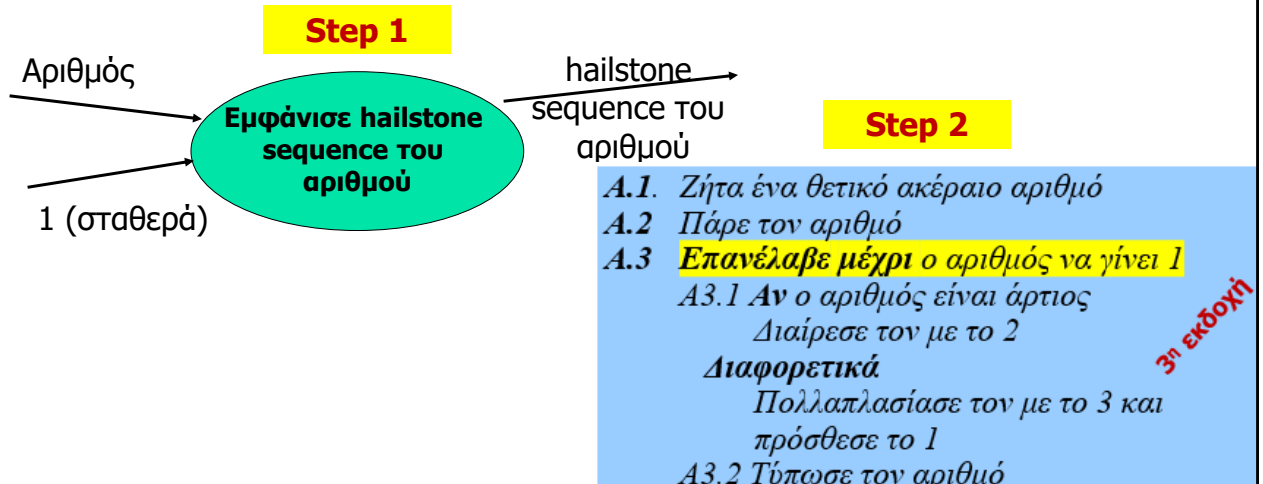 Step 1
Αριθμός
Εμφάνισε hailstone
sequence του
αριθμού
1 (σταθερά)
hailstone
sequence του
αριθμού
Step 2
A.1. Ζήτα ένα θετικό ακέραιο αριθμό
A.2 Πάρε τον αριθμό
A.3 Επανέλαβε μέχρι ο αριθμός να γίνει 1
A3.1 Αν ο αριθμός είναι άρτιος
Διαίρεσε τον με το 2
Διαφορετικά
Πολλαπλασίασε τον με το 3 και
πρόσθεσε το 1
A3.2 Τύπωσε τον αριθμό
3η εκδοχή